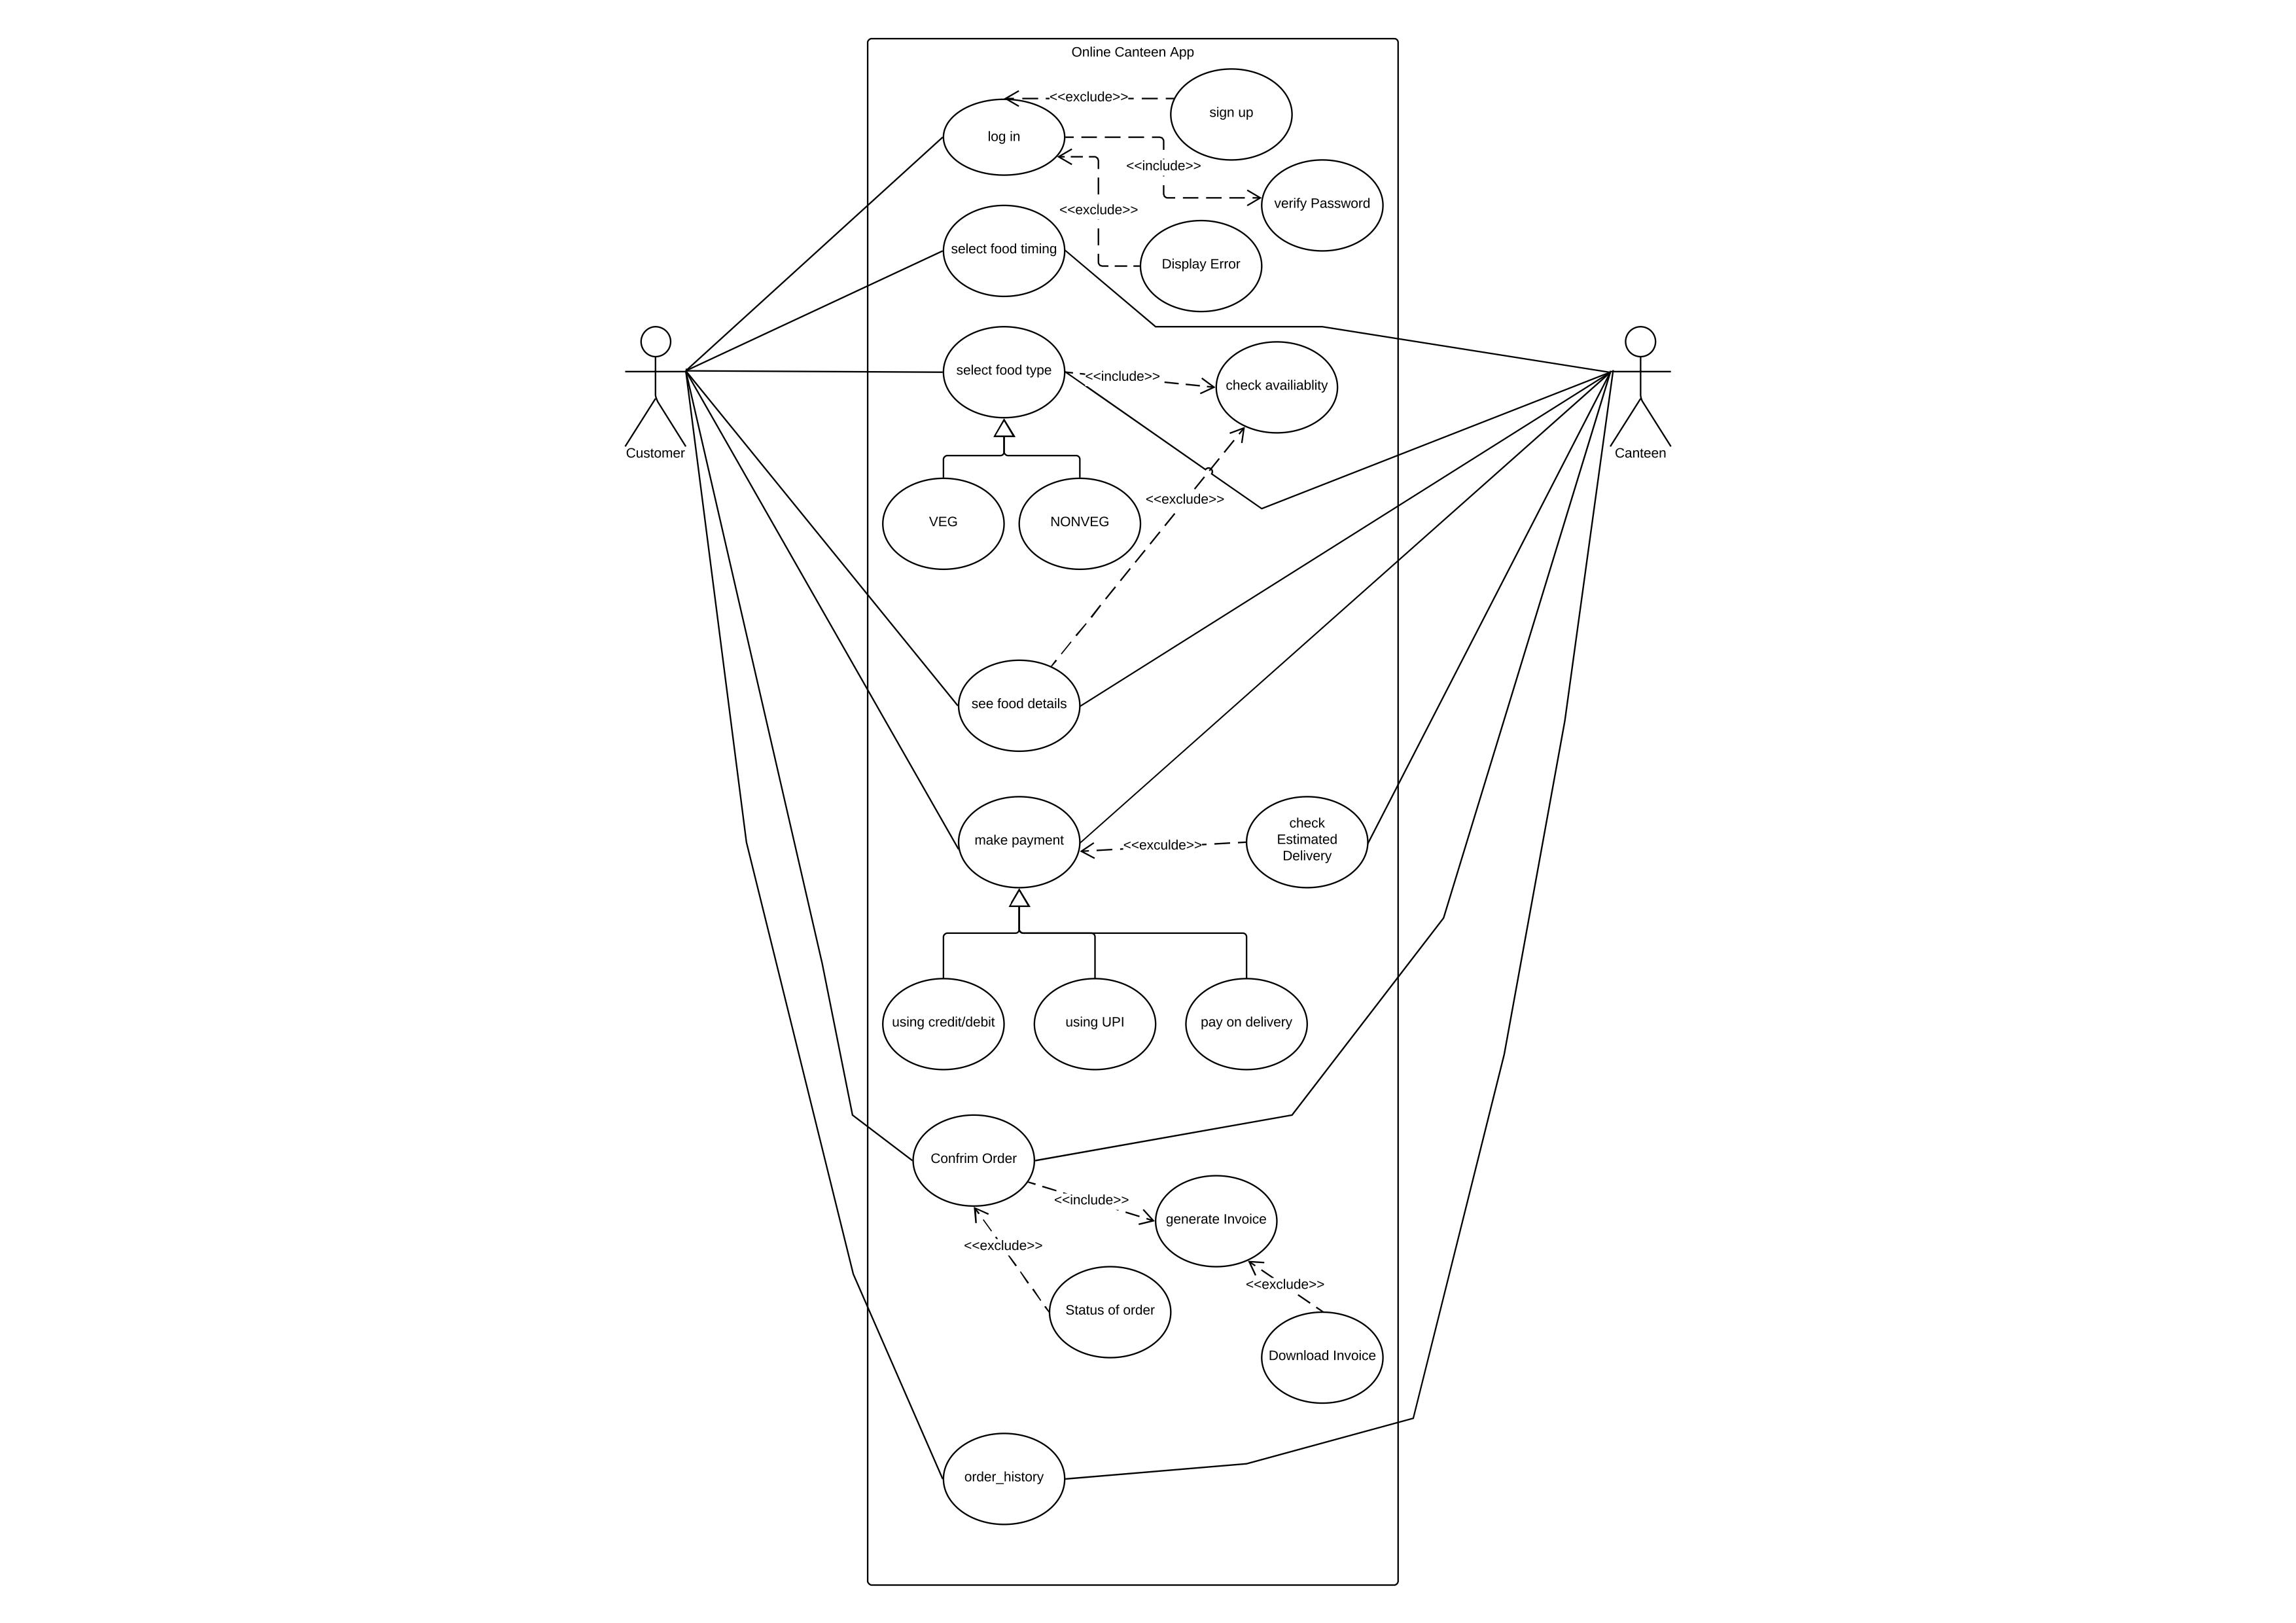 Online Canteen App
<<exclude>>
sign up
log in
<<include>>
verify Password
<<exclude>>
select food timing
Display Error
select food type
<<include>>
check availiablity
Customer
Canteen
<<exclude>>
VEG
NONVEG
see food details
make payment
<<exculde>>
check
Estimated
Delivery
using credit/debit
using UPI
pay on delivery
Confrim Order
<<include>>
generate Invoice
<<exclude>>
<<exclude>>
Status of order
Download Invoice
order_history